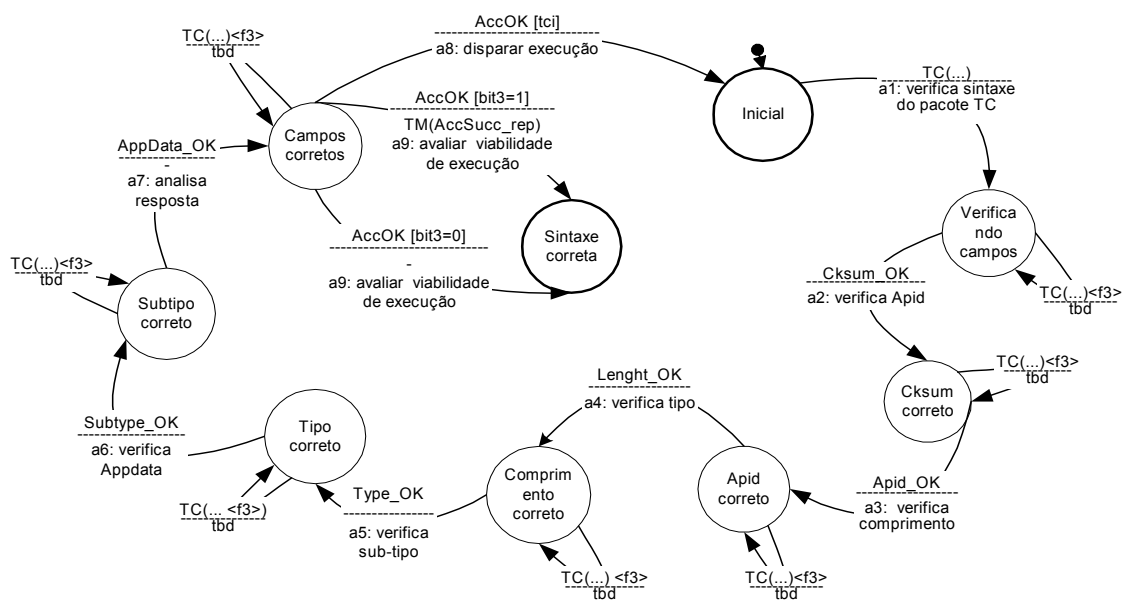 AccOK [tci]
a8: disparar execução
TC(...)<f3>
tbd
AccOK [bit3=1]
TM(AccSucc_rep)
a9: avaliar viabilidade
de execução
Inicial
TC(...)
a1: verifica sintaxe
do pacote TC
Campos
corretos
AppData_OK
-
a7: analisa
resposta
AccOK [bit3=0]
-
a9: avaliar viabilidade
de execução
Sintaxe
correta
Verifica
ndo
campos
TC(...)<f3>
tbd
Cksum_OK
a2: verifica Apid
TC(...)<f3>
tbd
Subtipo
correto
Cksum
correto
TC(...)<f3>
tbd
Lenght_OK
a4: verifica tipo
Subtype_OK
a6: verifica
Appdata
Tipo
correto
TC(... <f3>)
tbd
Type_OK
a5: verifica
sub-tipo
Comprim
ento
correto
TC(...) <f3>
tbd
Apid
correto
TC(...)<f3>
tbd
Apid_OK
a3: verifica
comprimento